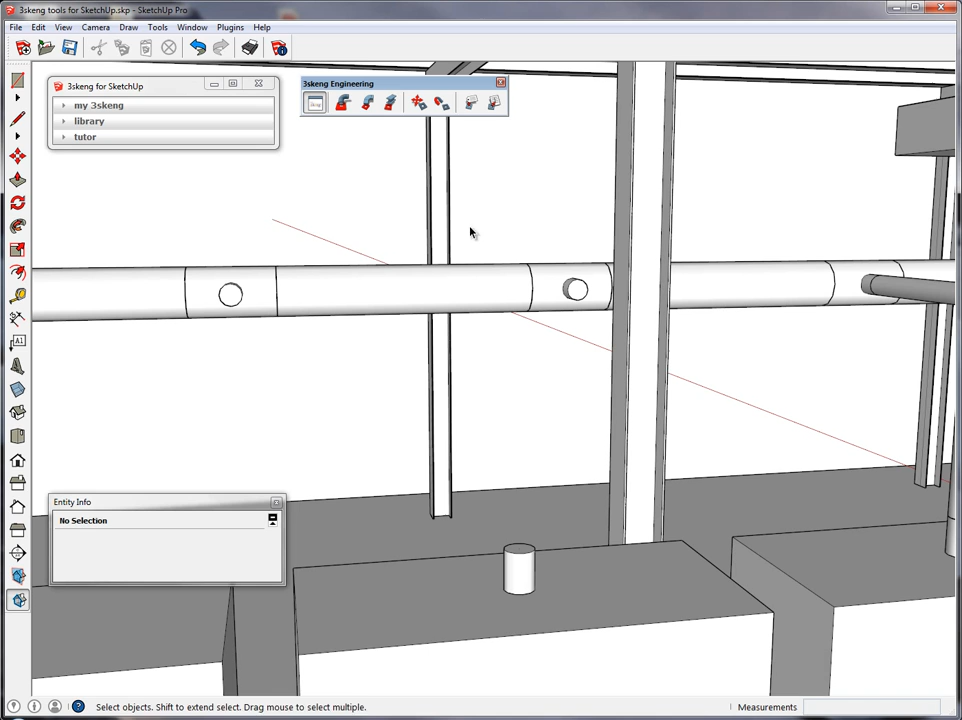 3skeng tools for SketchUp.skp - SketchUp Pro
File Edit View Camera Draw Tools Window Plugins Help
3skeng for SketchUp
my 3skeng
library
tutor
3skeng Engineering
A1
Entity Info
No Selection
Select objects. Shift to extend select. Drag mouse to select multiple.
Measurements